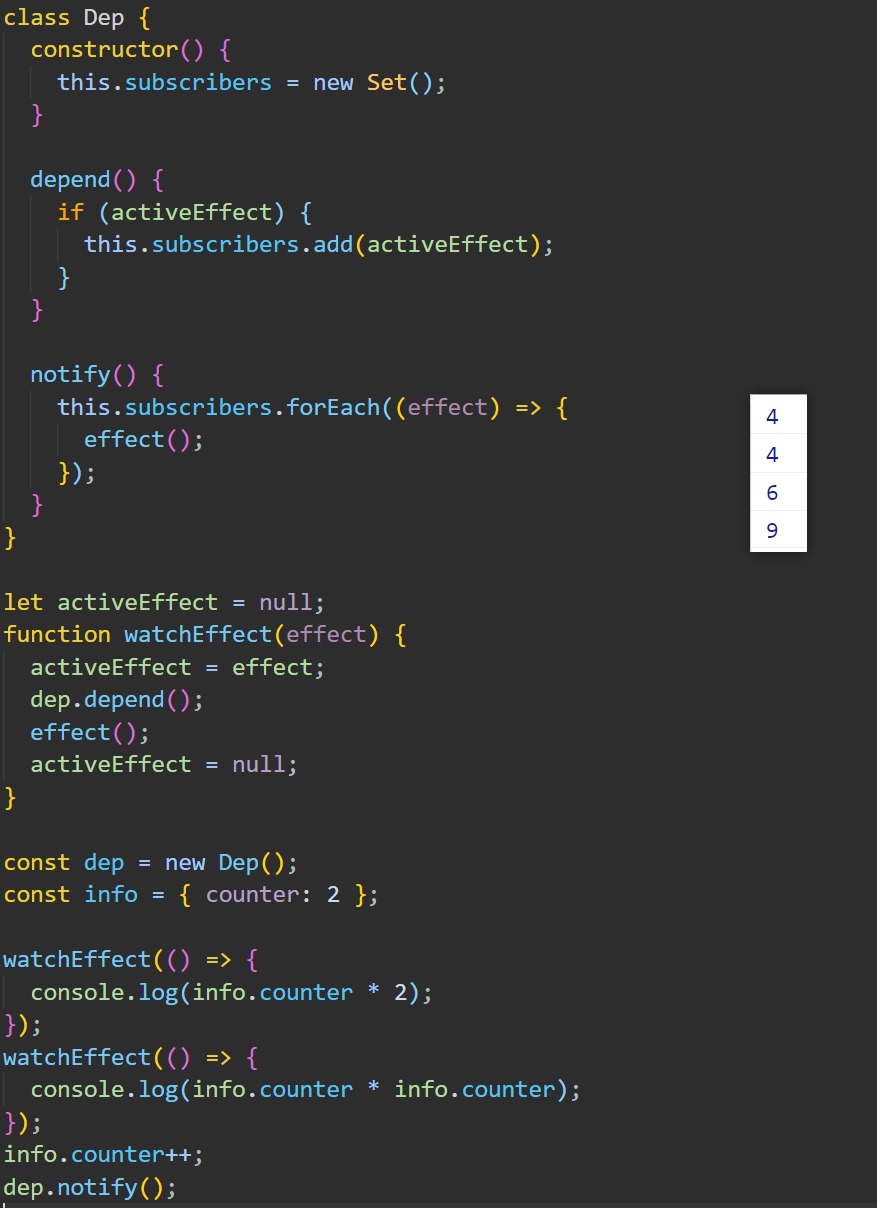 class Dep {
  constructor() {
    this.subscribers = new Set();
  }

  depend() {
    if (activeEffect) {
      this.subscribers.add(activeEffect);
    }
  }

  notify() {
    this.subscribers.forEach((effect) => {
      effect();
    });
  }
}

let activeEffect = null;
function watchEffect(effect) {
  activeEffect = effect;
  dep.depend();
  effect();
  activeEffect = null;
}

const dep = new Dep();
const info = { counter: 2 };

watchEffect(() => {
  console.log(info.counter * 2);
});
watchEffect(() => {
  console.log(info.counter * info.counter);
});
info.counter++;
dep.notify();
4
4
6
9